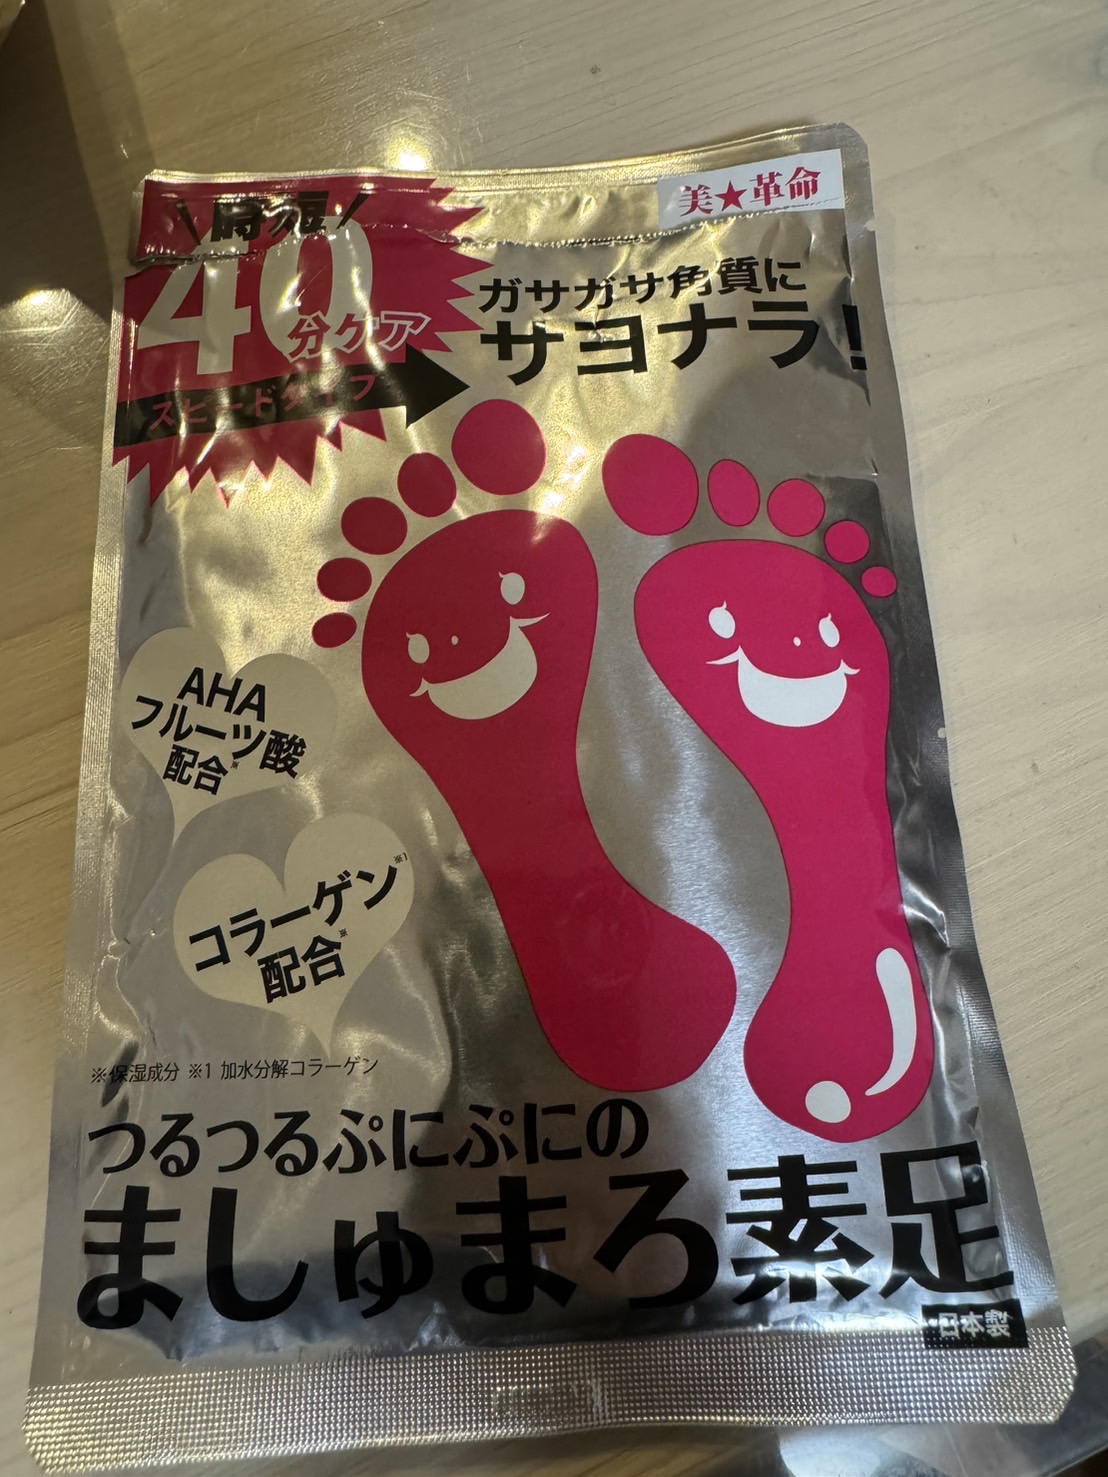 美★革命
\時短/
40分ケア
スピードタイプ
ガサガサ角質に
サヨナラ!
AHA
フルーツ酸
配合※
コラーゲン※1
配合※
※保湿成分 ※1 加水分解コラーゲン
つるつるぷにぷにの
ましゅまろ素足
日本製